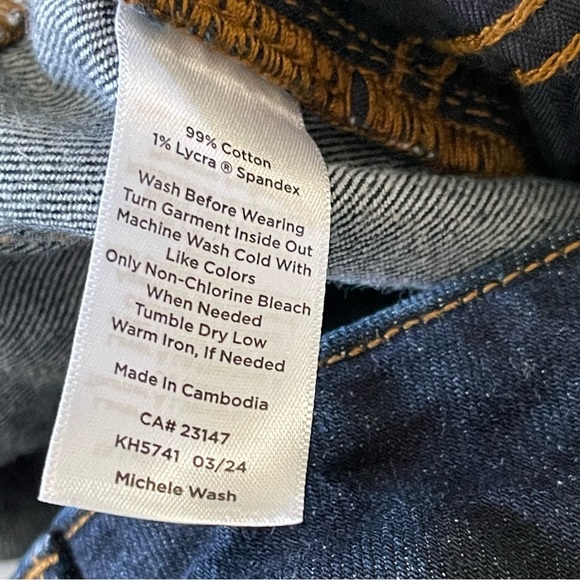 99% Cotton
1% Lycra ® Spandex
Wash Before Wearing
Turn Garment Inside Out
Machine Wash Cold With
Like Colors
Only Non-Chlorine Bleach
When Needed
Tumble Dry Low
Warm Iron, If Needed
Made In Cambodia
CA# 23147
KH5741 03/24
Michele Wash